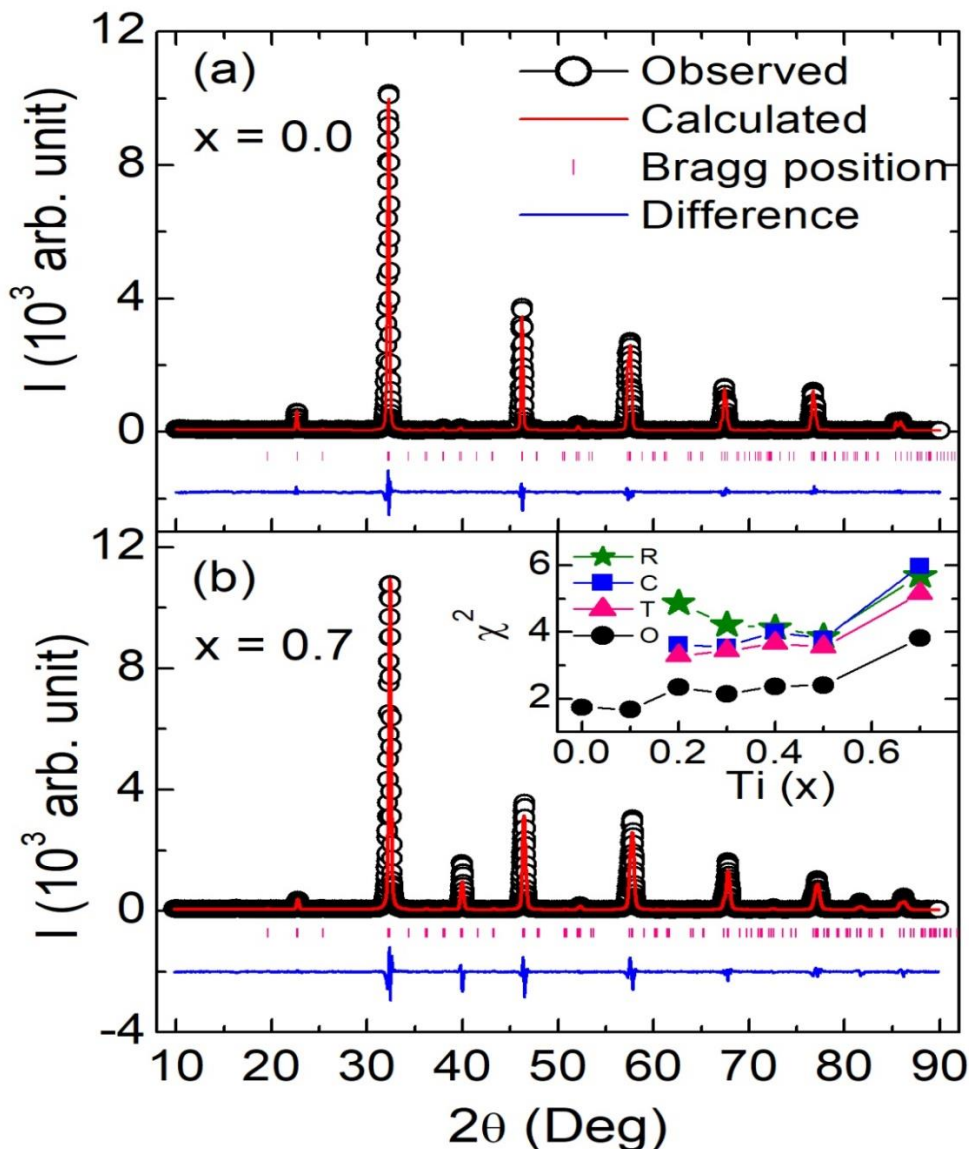 12
(a)
Observed
x = 0.0
Calculated
Bragg position
Difference
8
4
0
I (10³ arb. unit)
12
(b)
x = 0.7
8
4
0
-4
I (10³ arb. unit)
R
C
T
O
6
4
2
χ²
0.0 0.2 0.4 0.6
Ti (x)
10 20 30 40 50 60 70 80 90
2θ (Deg)